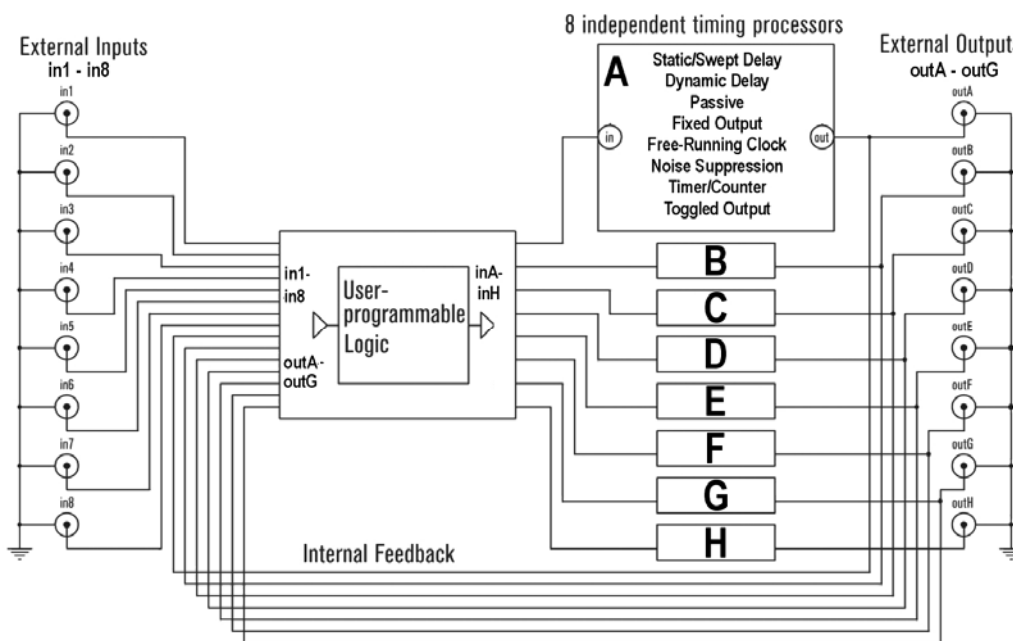 8 independent timing processors
External Inputs
in1 - in8
External Output
outA - outG
in1
in2
in3
in4
in5
in6
in7
in8
in1-
in8
outA-
outG
User-
programmable
Logic
inA-
inH
A
in
Static/Swept Delay
Dynamic Delay
Passive
Fixed Output
Free-Running Clock
Noise Suppression
Timer/Counter
Toggled Output
out
B
C
D
E
F
G
H
outA
outB
outC
outD
outE
outF
outG
outH
Internal Feedback